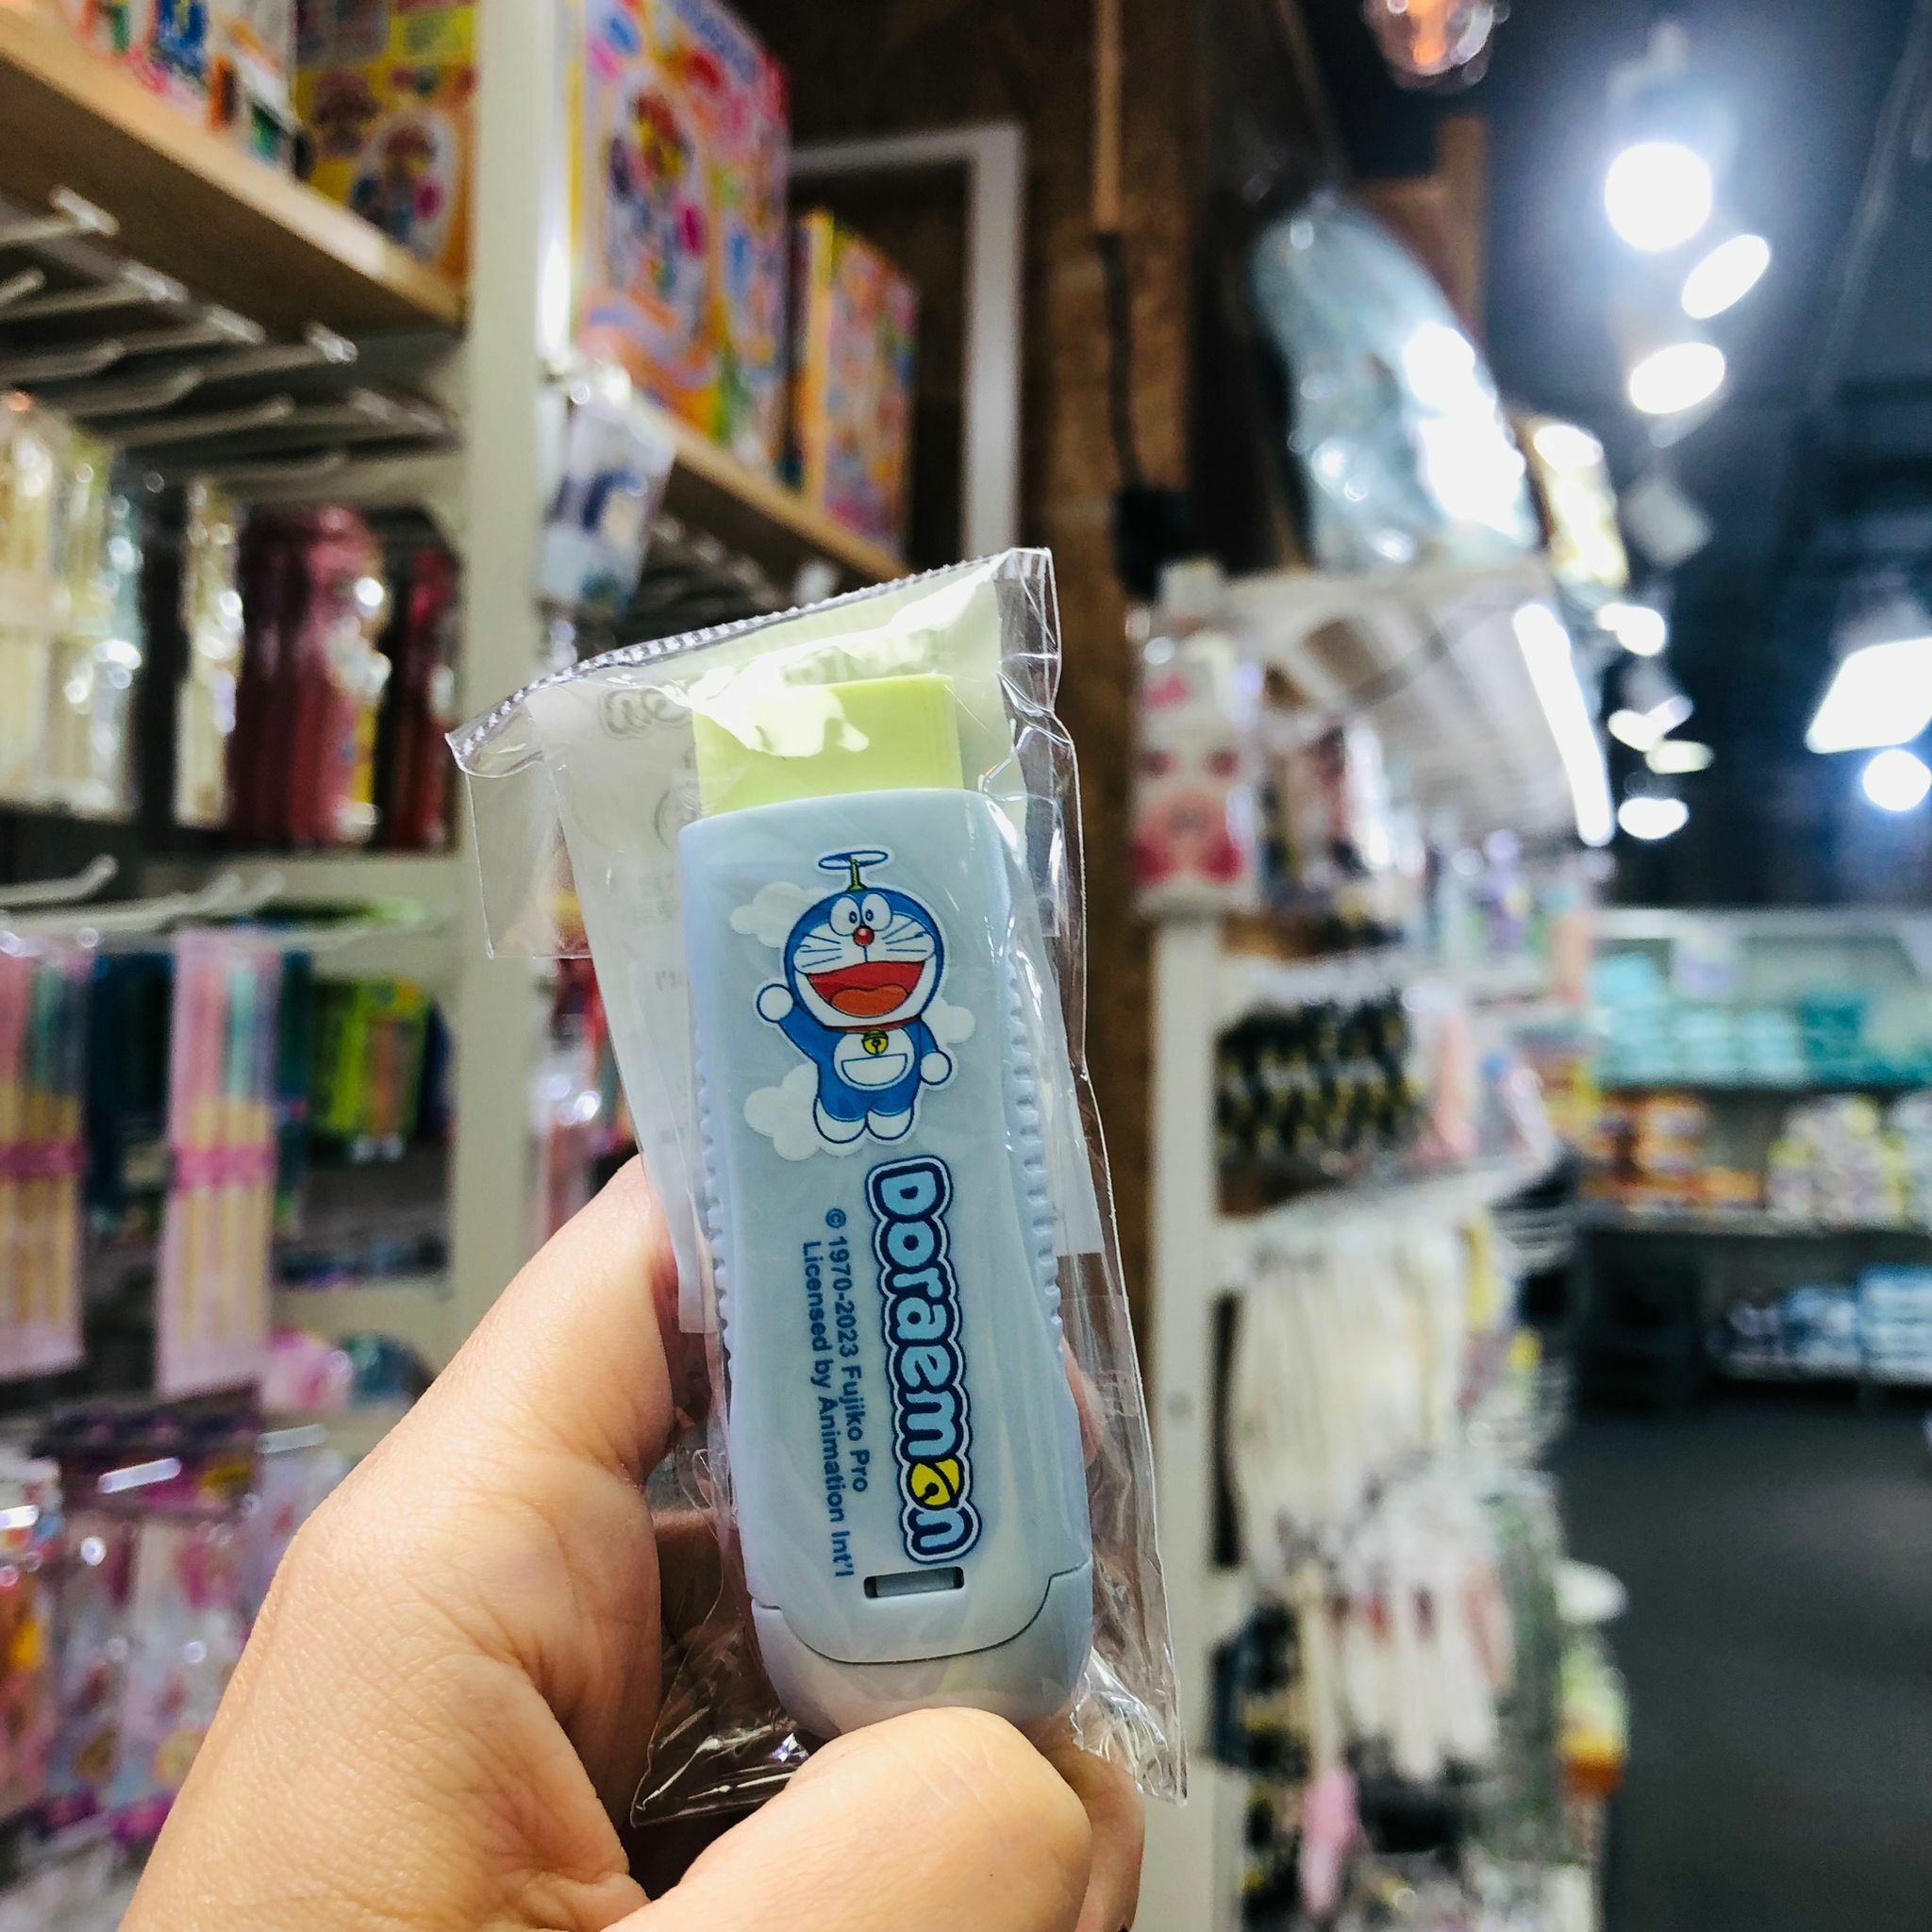 Doraemon
© 1970-2023 Fujiko Pro
Licensed by Animation Int'l